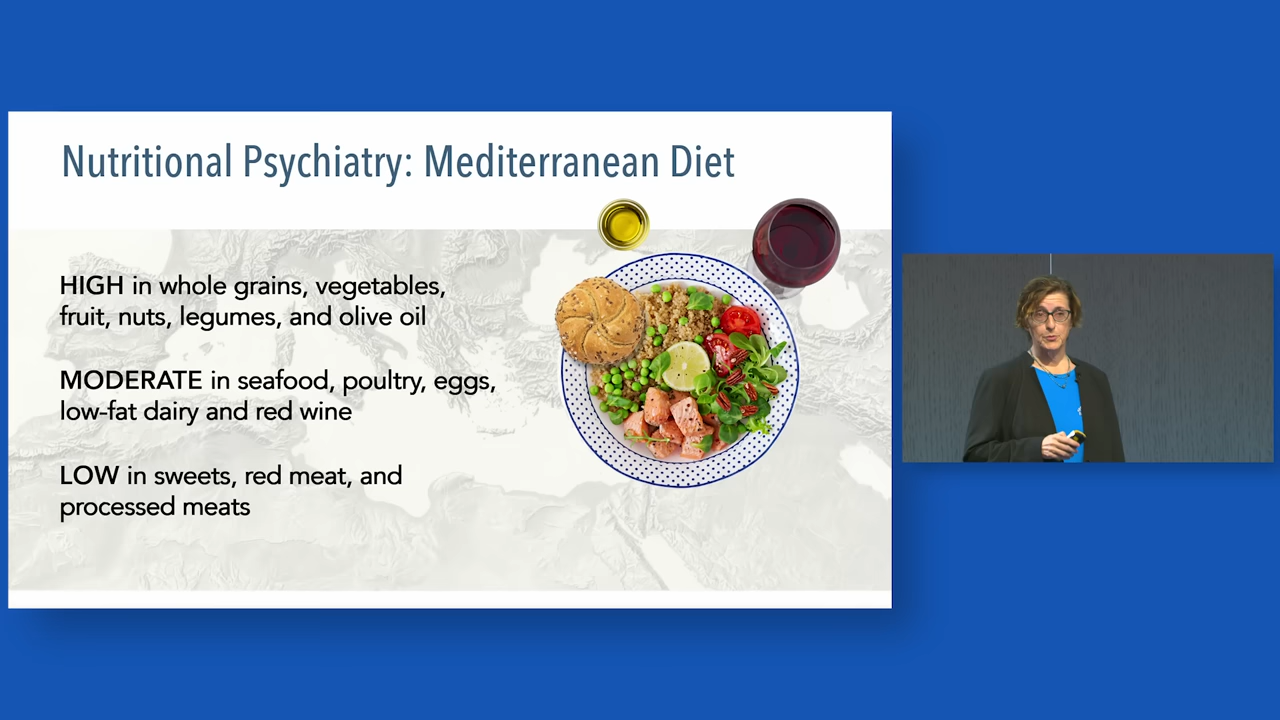 Nutritional Psychiatry: Mediterranean Diet
HIGH in whole grains, vegetables,
fruit, nuts, legumes, and olive oil
MODERATE in seafood, poultry, eggs,
low-fat dairy and red wine
LOW in sweets, red meat, and
processed meats